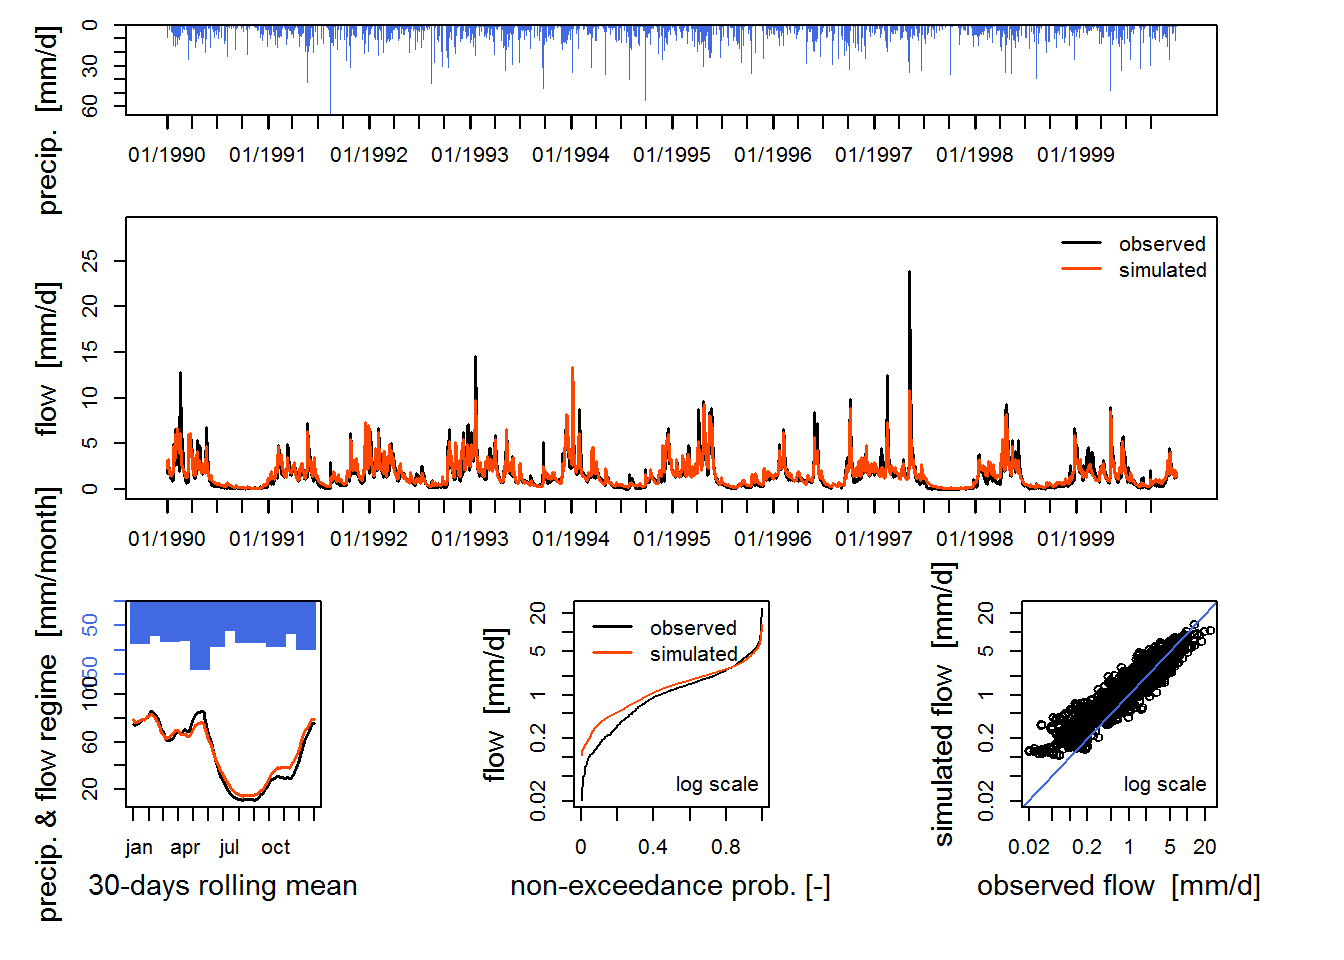 precip. [mm/d]
0
30
60
01/1990 01/1991 01/1992 01/1993 01/1994 01/1995 01/1996 01/1997 01/1998 01/1999
flow [mm/d]
25
20
15
10
5
0
observed
simulated
01/1990 01/1991 01/1992 01/1993 01/1994 01/1995 01/1996 01/1997 01/1998 01/1999
precip. & flow regime [mm/month]
50
150
100
60
20
jan apr jul oct
30-days rolling mean
flow [mm/d]
20
5
1
0.2
0.02
observed
simulated
log scale
0 0.4 0.8
non-exceedance prob. [-]
simulated flow [mm/d]
20
5
1
0.2
0.02
log scale
0.02 0.2 1 5 20
observed flow [mm/d]